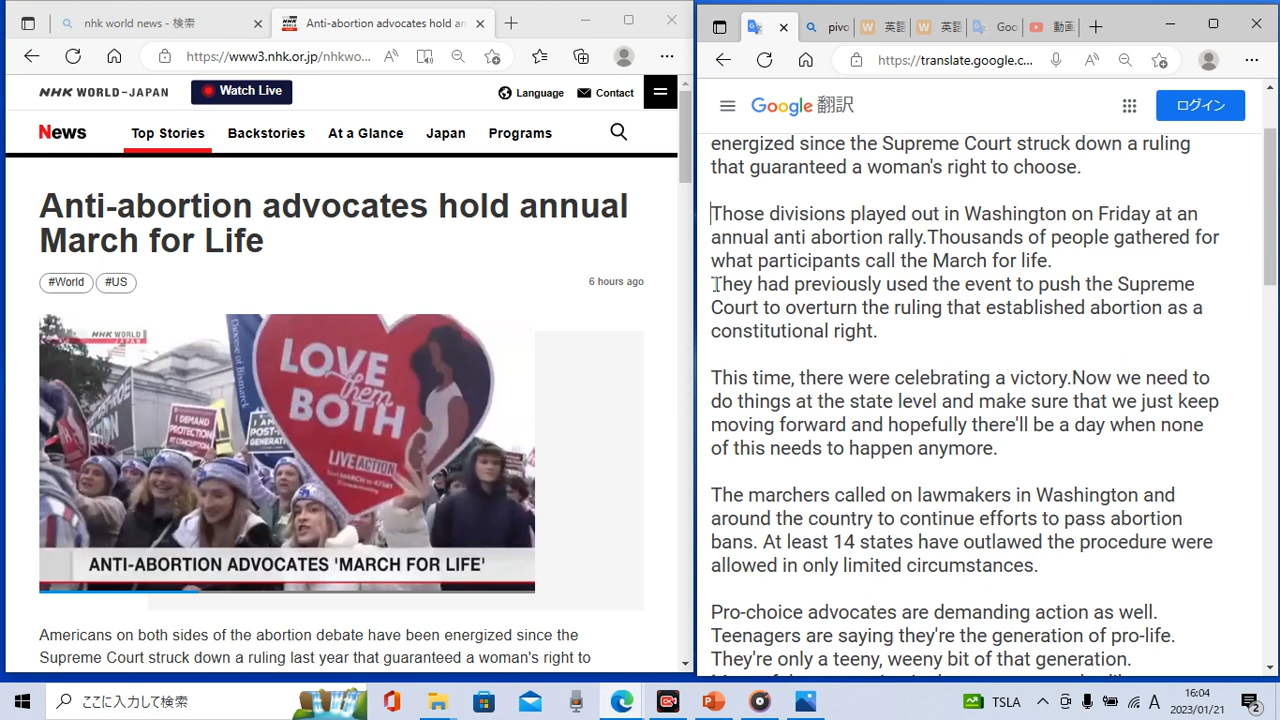 nhk world news - 検索
Anti-abortion advocates hold an
https://www3.nhk.or.jp/nhkwo...
NHK WORLD-JAPAN
Watch Live
Language
Contact
News
Top Stories
Backstories
At a Glance
Japan
Programs
Anti-abortion advocates hold annual
March for Life
#World
#US
6 hours ago
NHK WORLD
JAPAN
LOVE
them
BOTH
LIVE ACTION
Diocese of Bismarck
I DEMAND
PROTECTION
AT CONCEPTION
I AM
POST-
GENERATI
ANTI-ABORTION ADVOCATES 'MARCH FOR LIFE'
Americans on both sides of the abortion debate have been energized since the
Supreme Court struck down a ruling last year that guaranteed a woman's right to
pivo
英語
英語
Goo
動画
https://translate.google.c...
Google 翻訳
ログイン
energized since the Supreme Court struck down a ruling
that guaranteed a woman's right to choose.
Those divisions played out in Washington on Friday at an
annual anti abortion rally.Thousands of people gathered for
what participants call the March for life.
They had previously used the event to push the Supreme
Court to overturn the ruling that established abortion as a
constitutional right.
This time, there were celebrating a victory.Now we need to
do things at the state level and make sure that we just keep
moving forward and hopefully there'll be a day when none
of this needs to happen anymore.
The marchers called on lawmakers in Washington and
around the country to continue efforts to pass abortion
bans. At least 14 states have outlawed the procedure were
allowed in only limited circumstances.
Pro-choice advocates are demanding action as well.
Teenagers are saying they're the generation of pro-life.
They're only a teeny, weeny bit of that generation.
ここに入力して検索
TSLA
A
6:04
2023/01/21
2